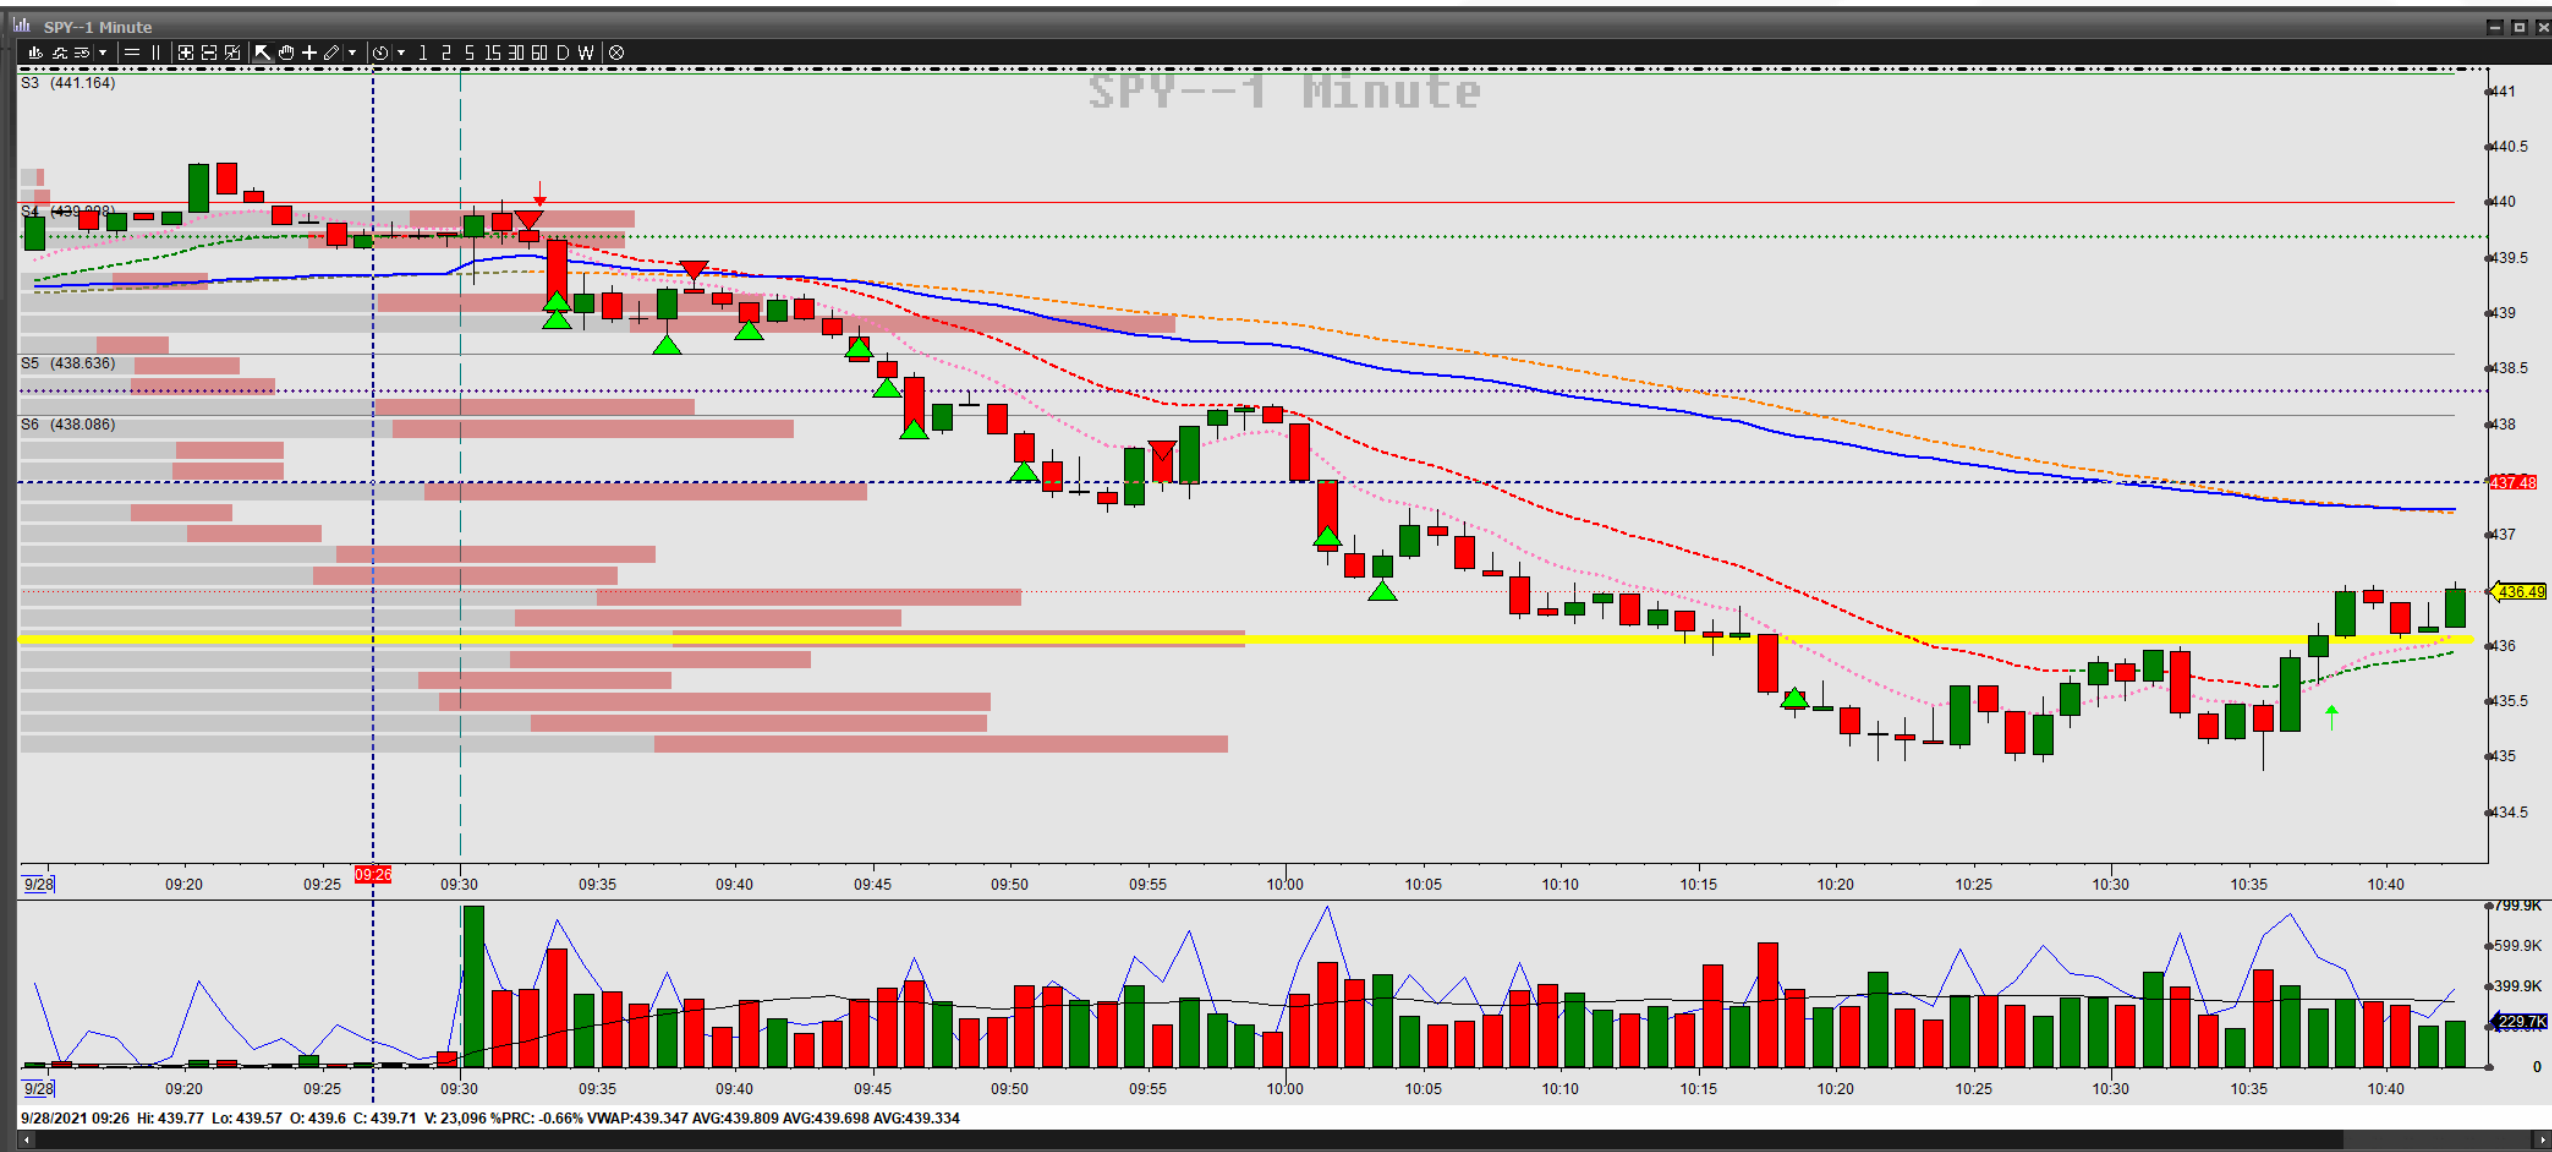 SPY--1 Minute
1 2 5 15 30 60 D W
SPY--1 Minute
S3 (441.164)
441
440.5
440
S4
439.5
439
S5 (438.636)
438.5
S6 (438.086)
438
437.48
437
436.49
436
435.5
435
434.5
9/28 09:20 09:25 09:26 09:30 09:35 09:40 09:45 09:50 09:55 10:00 10:05 10:10 10:15 10:20 10:25 10:30 10:35 10:40
799.9K
599.9K
399.9K
229.7K
0
9/28 09:20 09:25 09:30 09:35 09:40 09:45 09:50 09:55 10:00 10:05 10:10 10:15 10:20 10:25 10:30 10:35 10:40
9/28/2021 09:26 Hi: 439.77 Lo: 439.57 O: 439.6 C: 439.71 V: 23,096 %PRC: -0.66% VWAP:439.347 AVG:439.809 AVG:439.698 AVG:439.334